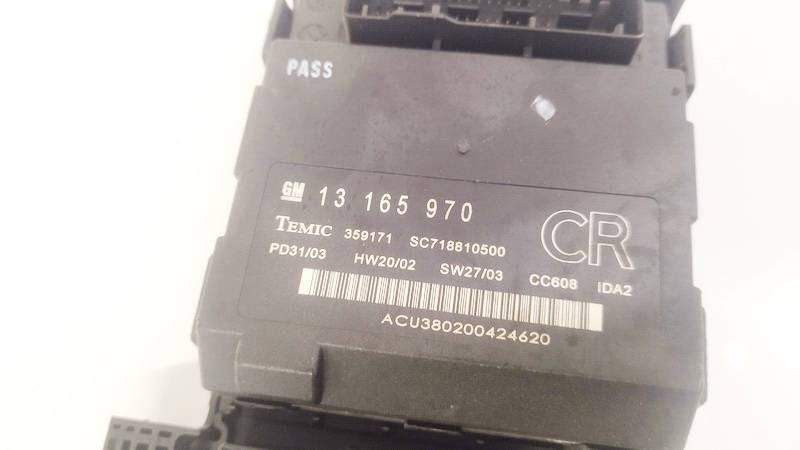 PASS
GM 13 165 970
TEMIC 359171 SC718810500 CR
PD31/03 HW20/02 SW27/03 CC608 iDA2
ACU380200424620